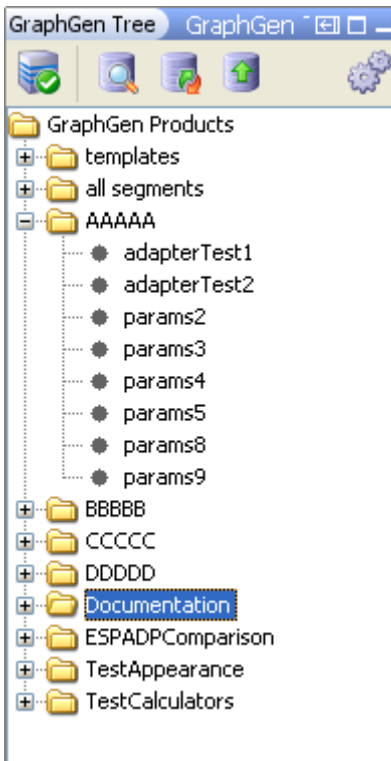 GraphGen Tree GraphGen
GraphGen Products
templates
all segments
AAAAA
adapterTest1
adapterTest2
params2
params3
params4
params5
params8
params9
BBBBB
CCCCC
DDDDD
Documentation
ESPADPComparison
TestAppearance
TestCalculators